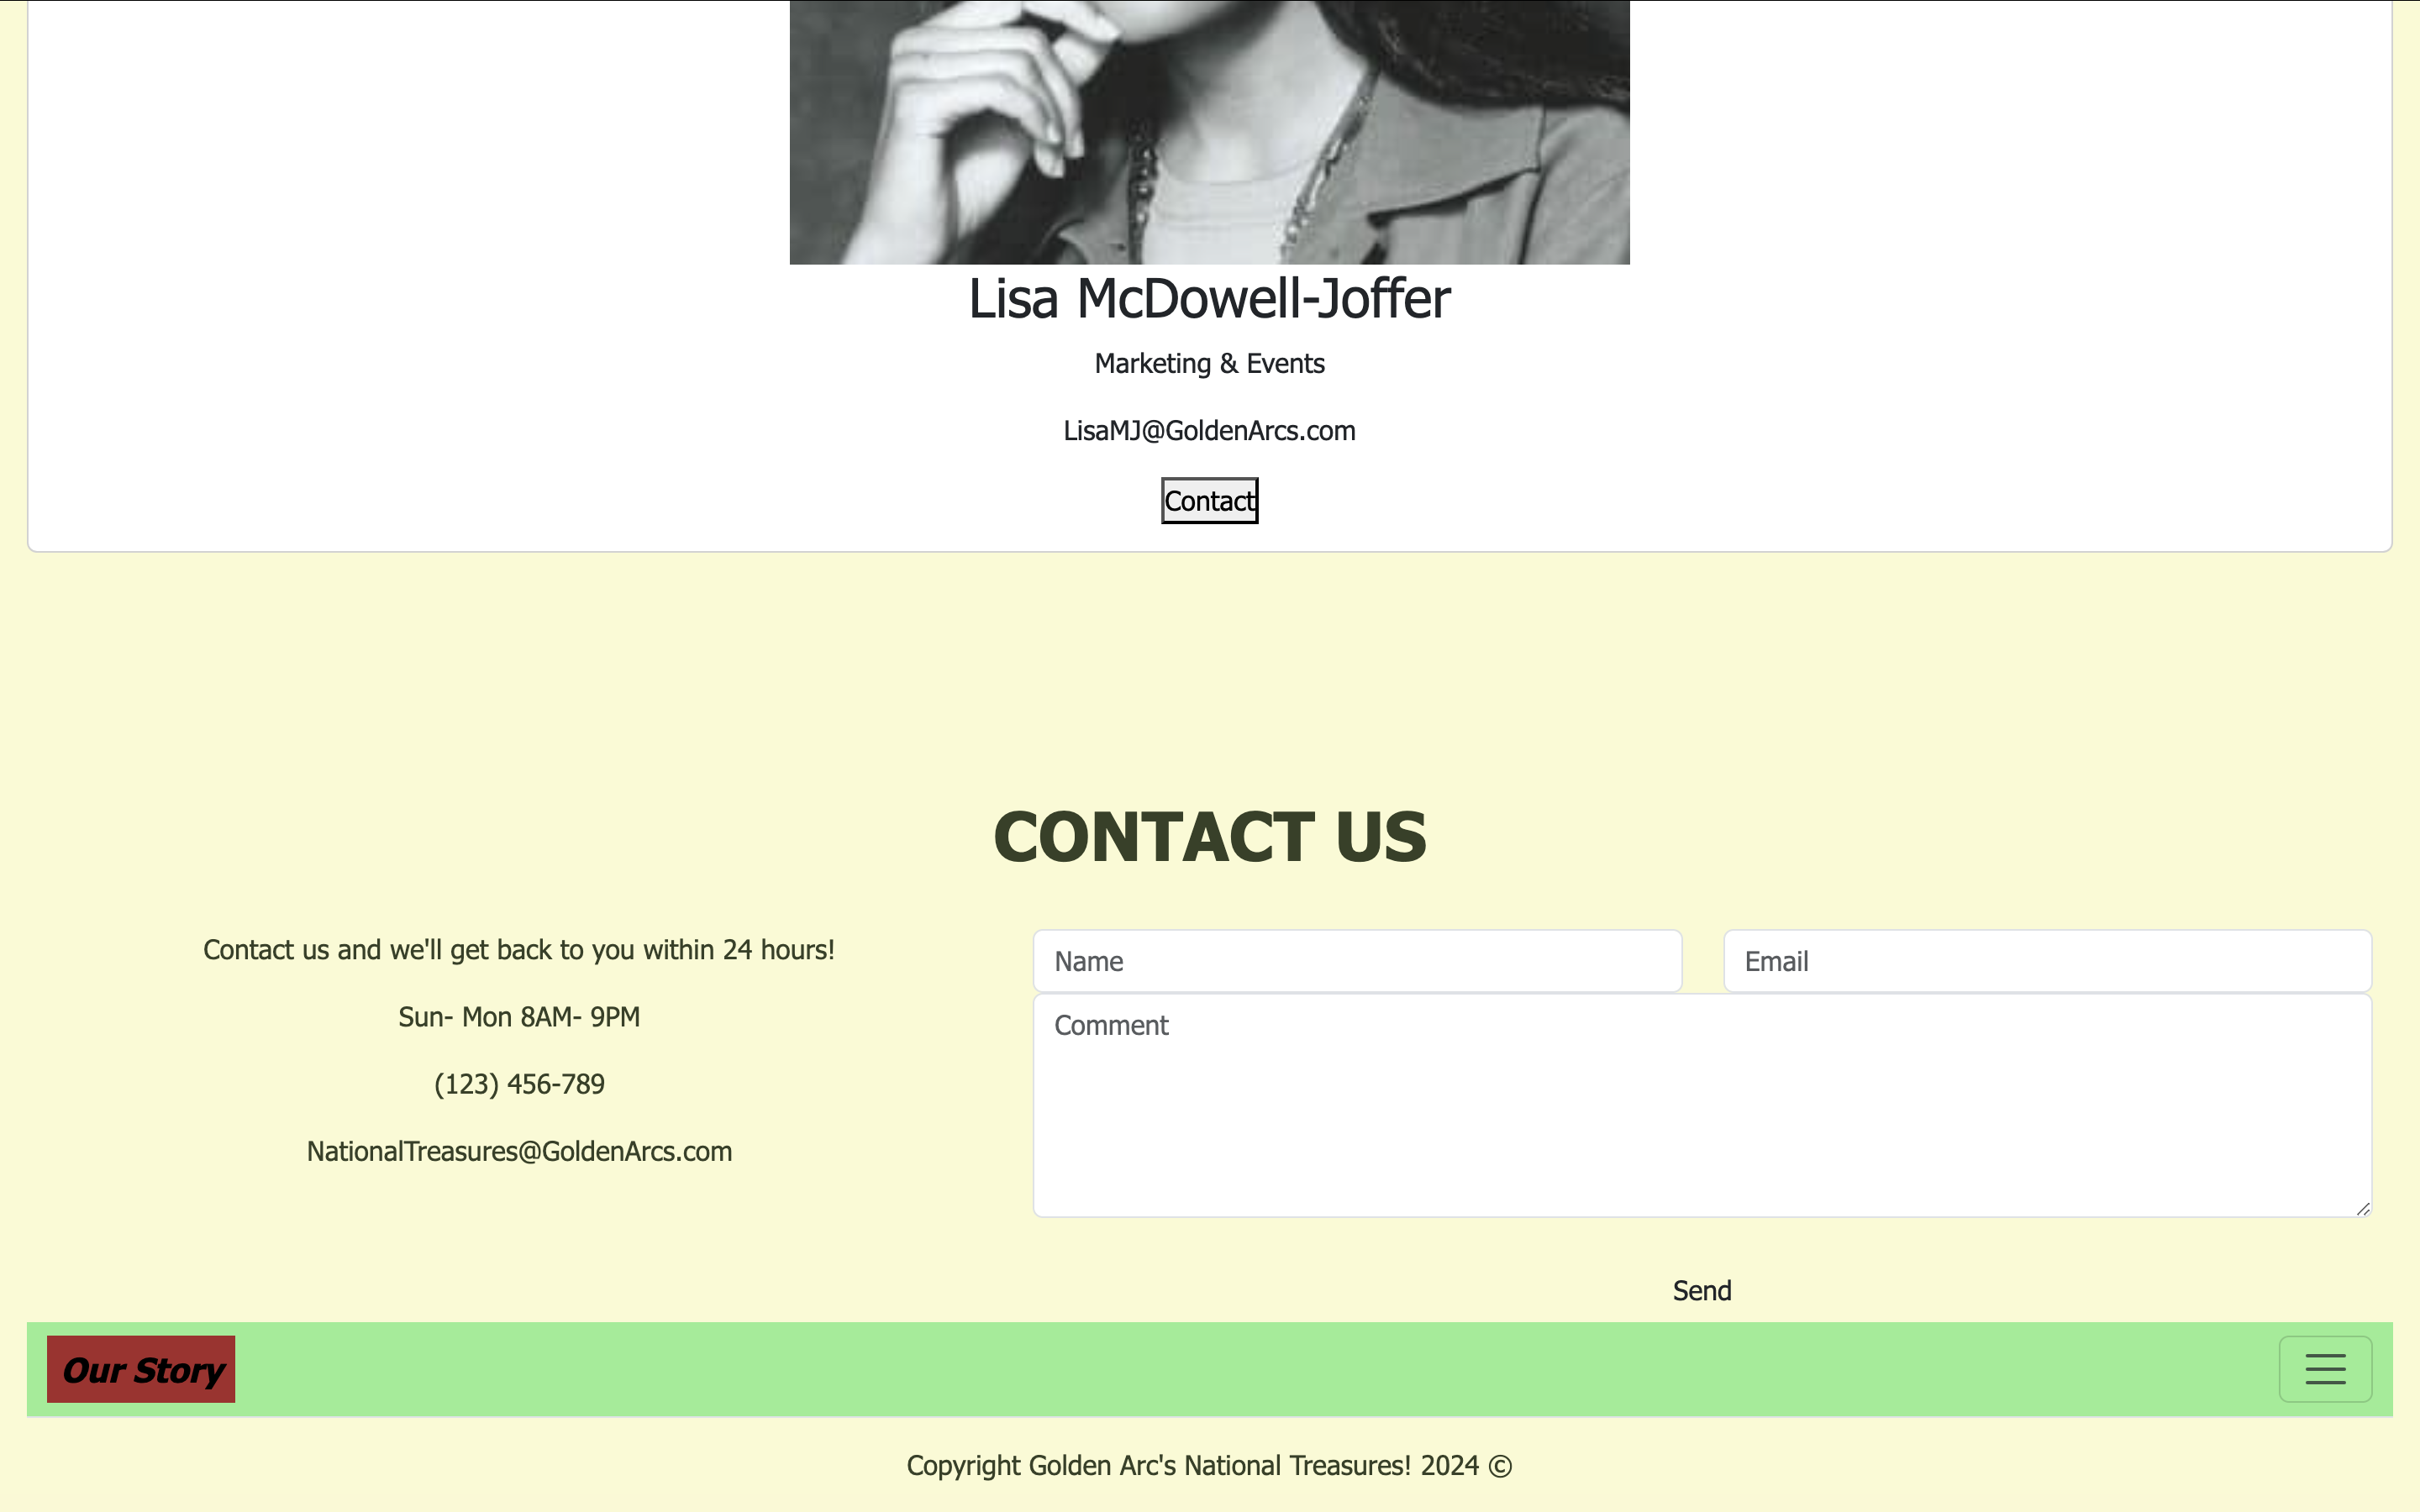 Lisa McDowell-Joffer
Marketing & Events
LisaMJ@GoldenArcs.com
Contact
CONTACT US
Contact us and we'll get back to you within 24 hours!
Sun- Mon 8AM- 9PM
(123) 456-789
NationalTreasures@GoldenArcs.com
Name
Email
Comment
Send
Our Story
Copyright Golden Arc's National Treasures! 2024 ©